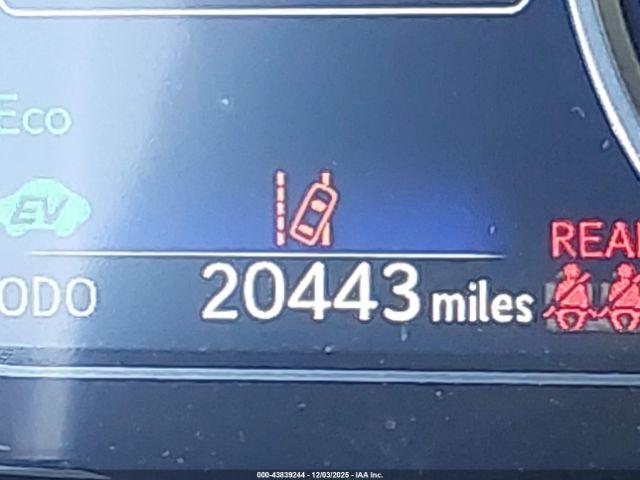 Eco
EV
REAR
ODO 20443 miles
000-43839244 - 12/03/2025 - IAA Inc.